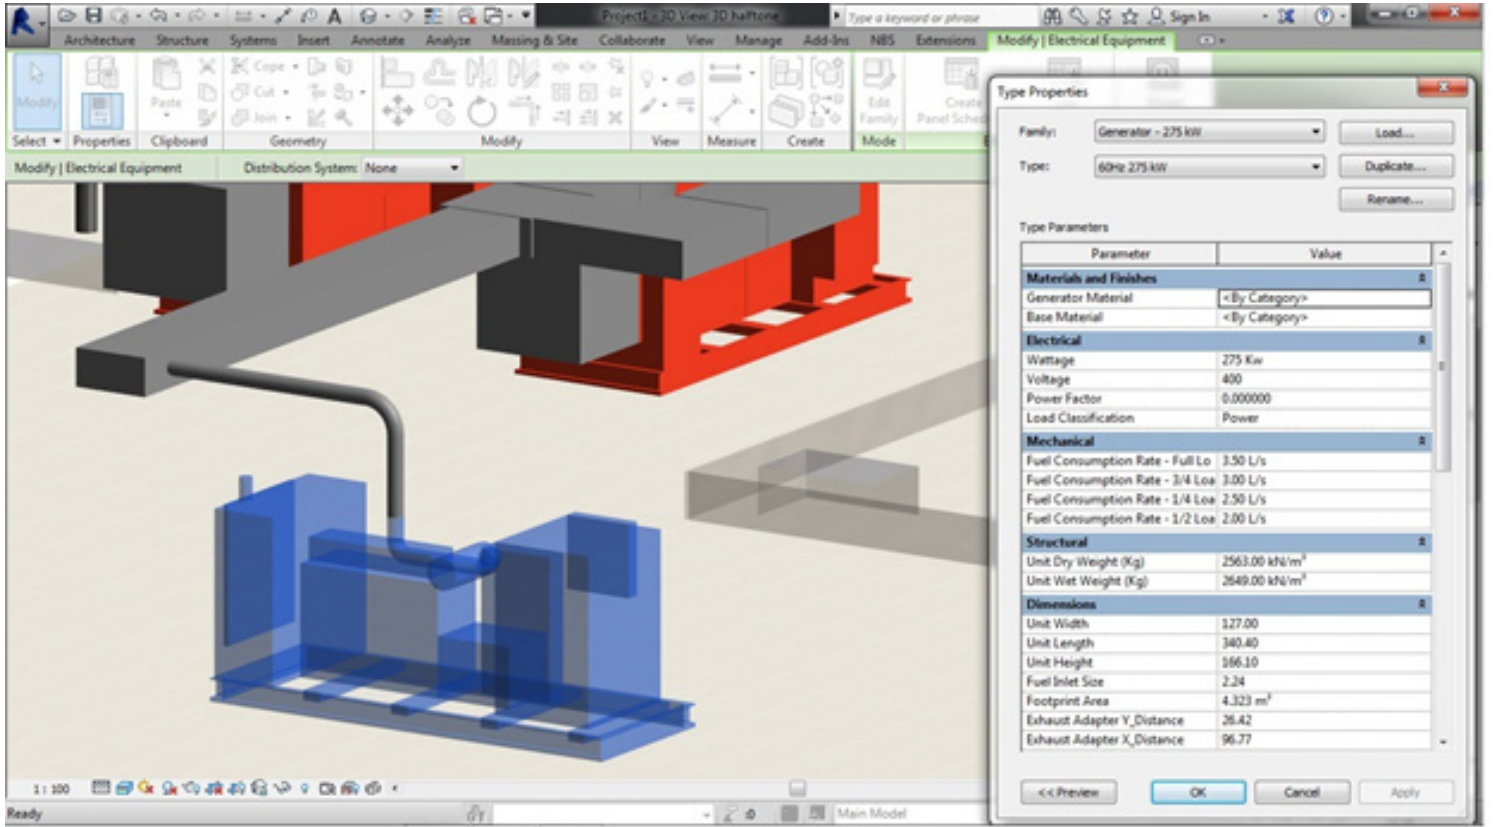 Project1 - 3D View: 3D halftone
Type a keyword or phrase
Sign In
Architecture Structure Systems Insert Annotate Analyze Massing & Site Collaborate View Manage Add-Ins NBS Extensions Modify | Electrical Equipment
Modify
Paste
Cope
Cut
Join
Edit Family
Create
Panel Sched
Select Properties Clipboard Geometry Modify View Measure Create Mode
Modify | Electrical Equipment Distribution System: None
Type Properties
Family: Generator - 275 kW Load...
Type: 60Hz 275 kW Duplicate...
Rename...
Type Parameters
Parameter Value
Materials and Finishes
Generator Material <By Category>
Base Material <By Category>
Electrical
Wattage 275 Kw
Voltage 400
Power Factor 0.000000
Load Classification Power
Mechanical
Fuel Consumption Rate - Full Lo 3.50 L/s
Fuel Consumption Rate - 3/4 Loa 3.00 L/s
Fuel Consumption Rate - 1/4 Loa 2.50 L/s
Fuel Consumption Rate - 1/2 Loa 2.00 L/s
Structural
Unit Dry Weight (Kg) 2563.00 kN/m³
Unit Wet Weight (Kg) 2649.00 kN/m³
Dimensions
Unit Width 127.00
Unit Length 340.40
Unit Height 166.10
Fuel Inlet Size 2.24
Footprint Area 4.323 m²
Exhaust Adapter Y_Distance 26.42
Exhaust Adapter X_Distance 96.77
<< Preview OK Cancel Apply
1 : 100
Ready
:0
Main Model